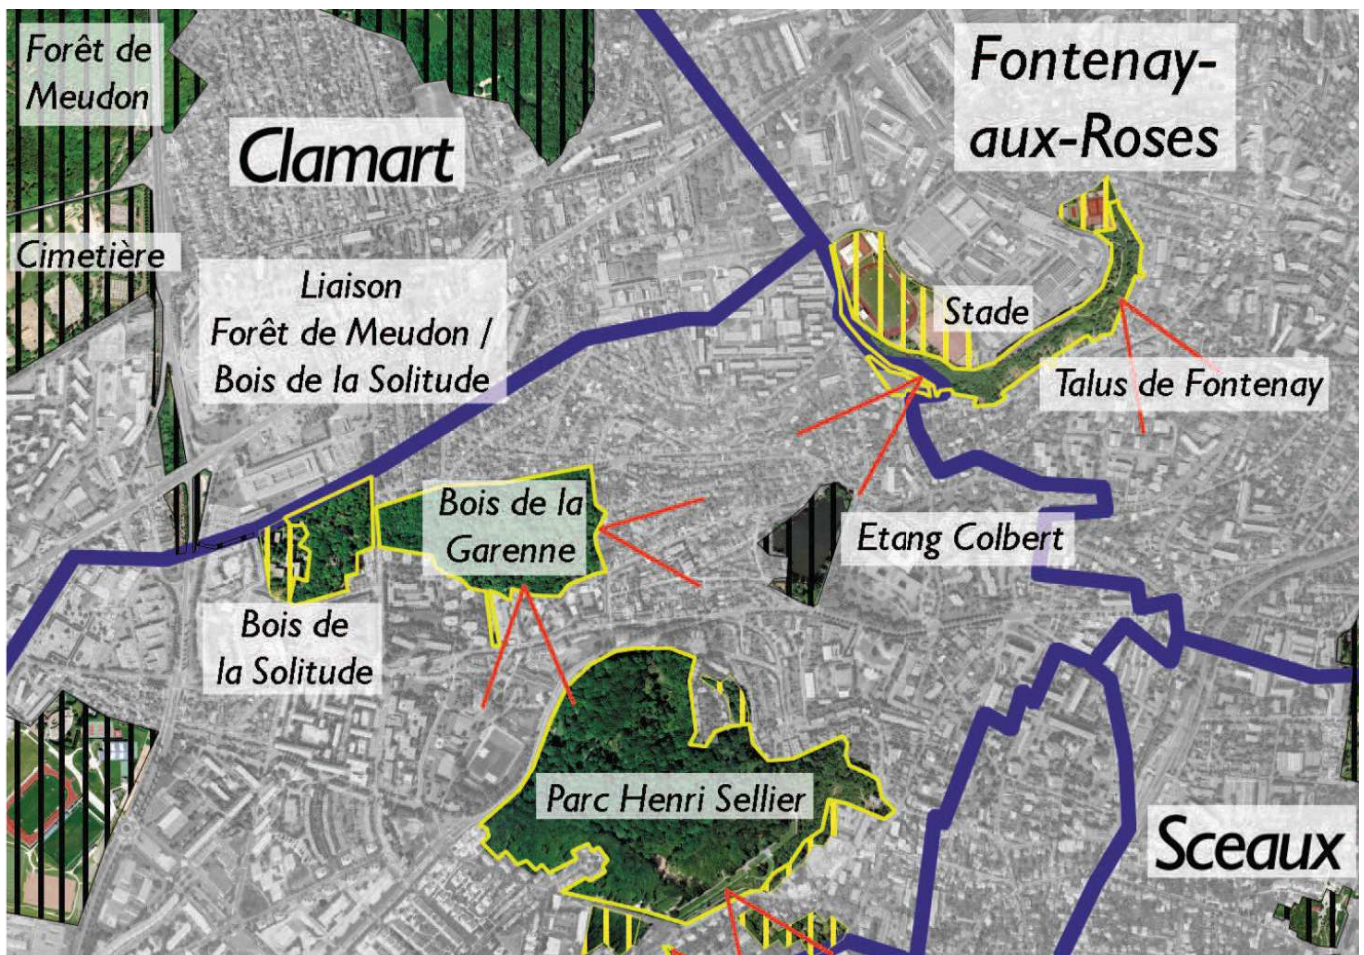 Forêt de
Meudon
Clamart
Fontenay-
aux-Roses
Cimetière
Liaison
Forêt de Meudon /
Bois de la Solitude
Stade
Talus de Fontenay
Bois de la
Garenne
Etang Colbert
Bois de
la Solitude
Parc Henri Sellier
Sceaux